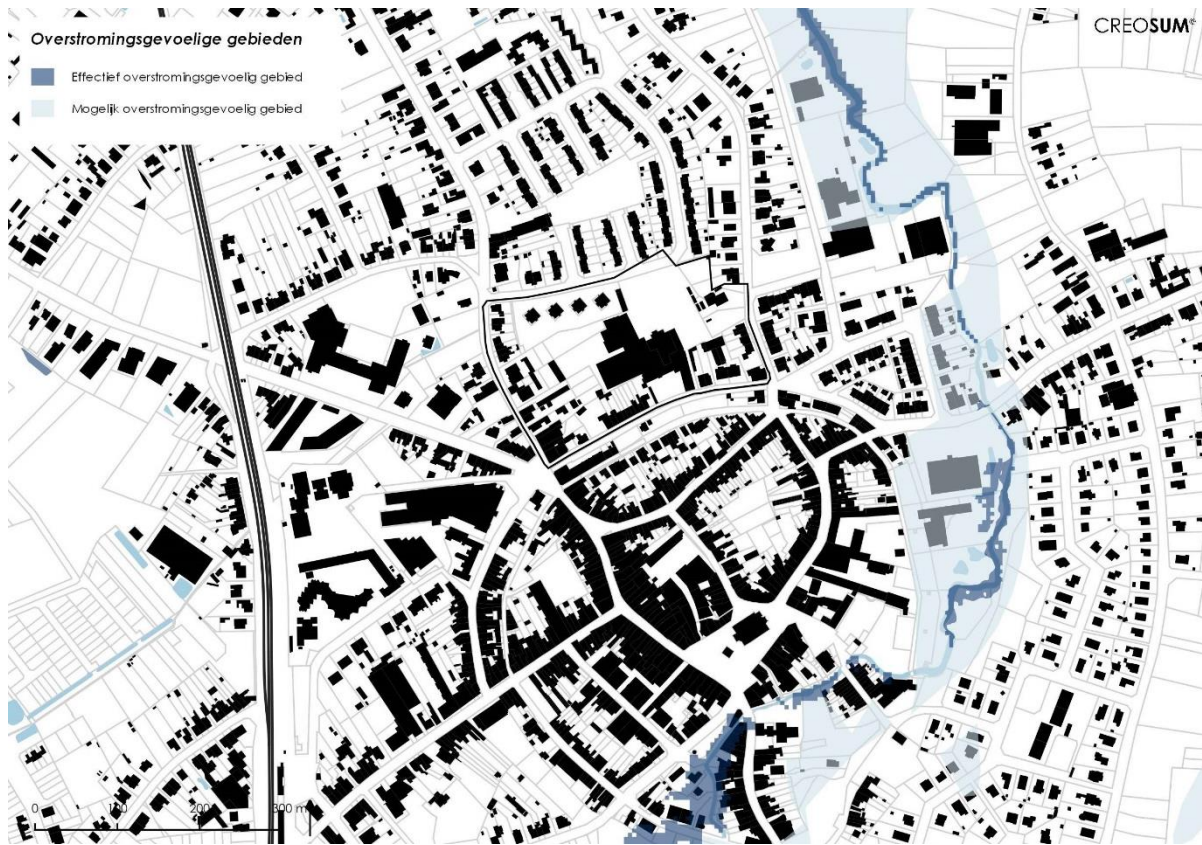 Overstromingsgevoelige gebieden
CREOSUM®
Effectief overstromingsgevoelig gebied
Mogelijk overstromingsgevoelig gebied
0 100 200 300 m